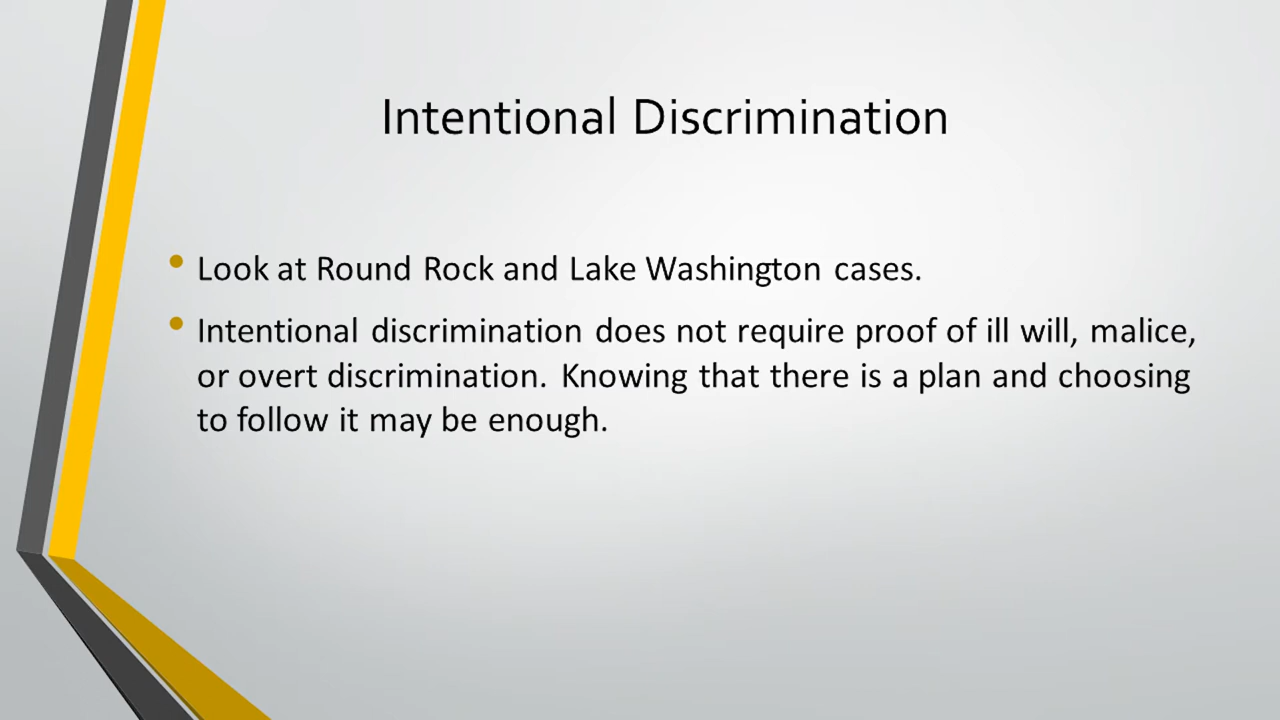 Intentional Discrimination
• Look at Round Rock and Lake Washington cases.
• Intentional discrimination does not require proof of ill will, malice,
or overt discrimination. Knowing that there is a plan and choosing
to follow it may be enough.